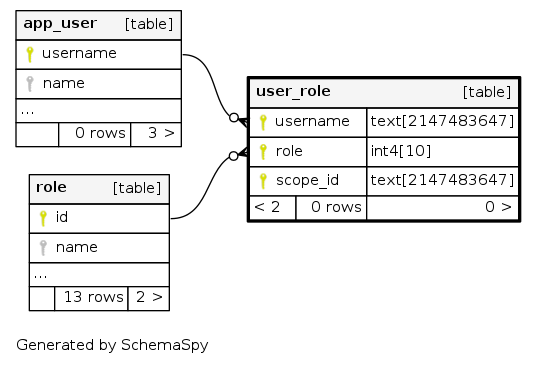 app_user [table]
username
name
...
0 rows 3 >
user_role [table]
username text[2147483647]
role int4[10]
scope_id text[2147483647]
< 2 0 rows 0 >
role [table]
id
name
...
13 rows 2 >
Generated by SchemaSpy